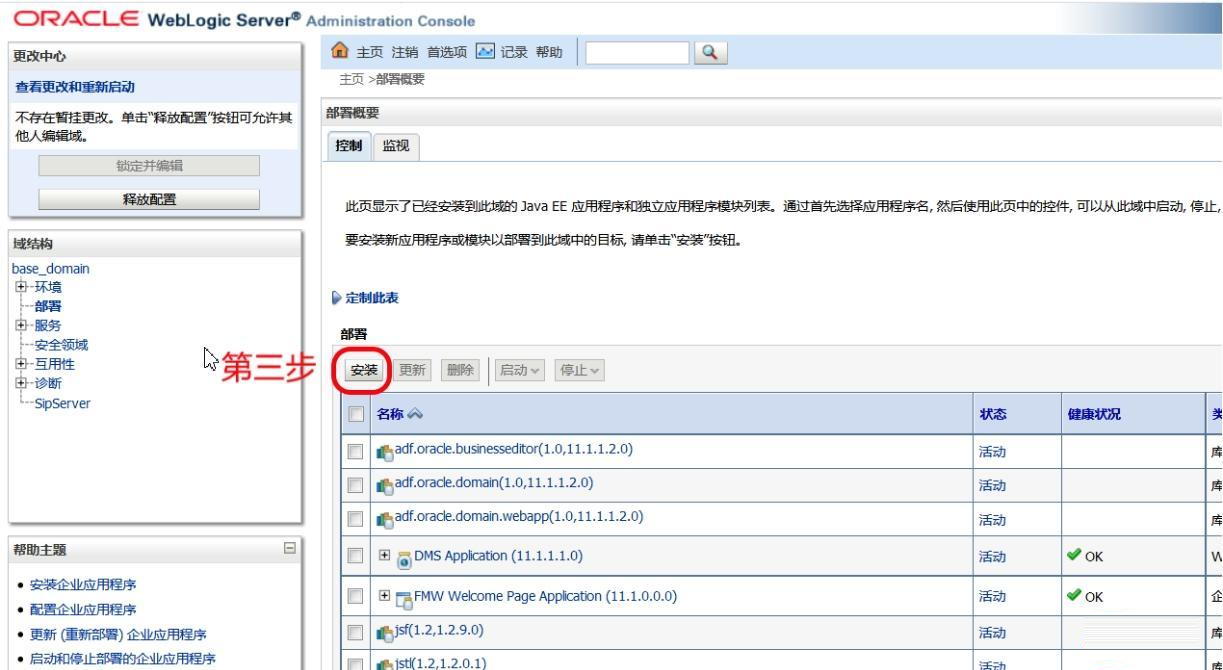 ORACLE WebLogic Server® Administration Console
更改中心
查看更改和重新启动
不存在暂挂更改。单击“释放配置”按钮可允许其
他人编辑域。
锁定并编辑
释放配置
域结构
base_domain
环境
部署
服务
安全领域
互用性
诊断
SipServer
帮助主题
安装企业应用程序
配置企业应用程序
更新 (重新部署) 企业应用程序
启动和停止部署的企业应用程序
主页 注销 首选项 记录 帮助
主页 >部署概要
部署概要
控制 监视
此页显示了已经安装到此域的 Java EE 应用程序和独立应用程序模块列表。通过首先选择应用程序名, 然后使用此页中的控件, 可以从此域中启动, 停止,
要安装新应用程序或模块以部署到此域中的目标, 请单击“安装”按钮。
定制此表
部署
第三步
安装 更新 删除 启动 停止
名称 状态 健康状况 类
adf.oracle.businesseditor(1.0,11.1.1.2.0) 活动 库
adf.oracle.domain(1.0,11.1.1.2.0) 活动 库
adf.oracle.domain.webapp(1.0,11.1.1.2.0) 活动 库
DMS Application (11.1.1.1.0) 活动 OK W
FMW Welcome Page Application (11.1.0.0.0) 活动 OK 企
jsf(1.2,1.2.9.0) 活动 库
jstl(1.2,1.2.0.1) 活动 库